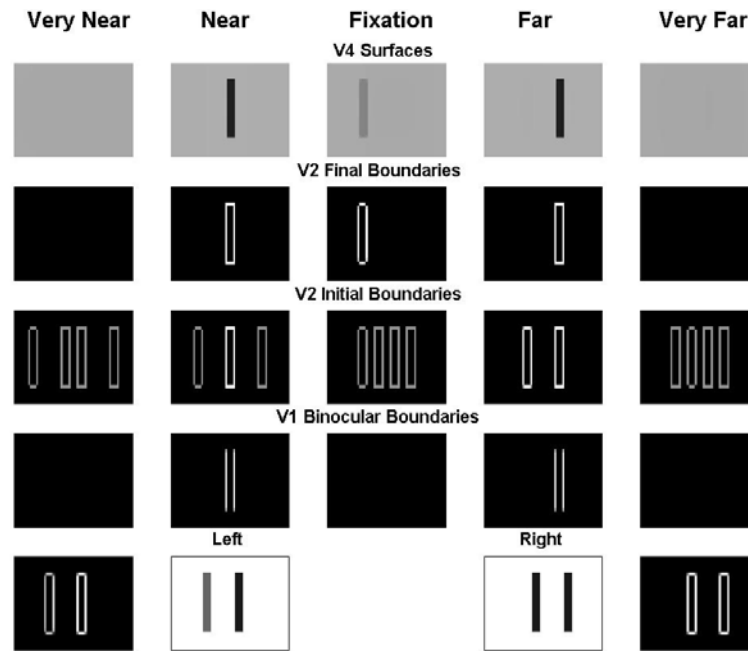 Very Near Near Fixation Far Very Far
V4 Surfaces
V2 Final Boundaries
V2 Initial Boundaries
V1 Binocular Boundaries
Left Right